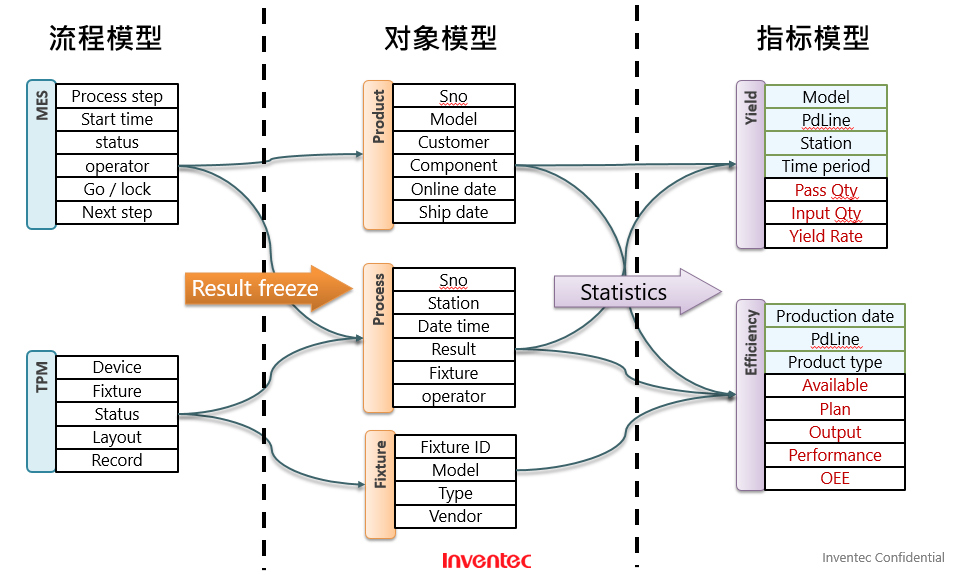 流程模型
对象模型
指标模型
MES
Process step
Start time
status
operator
Go / lock
Next step
TPM
Device
Fixture
Status
Layout
Record
Result freeze
Product
Sno
Model
Customer
Component
Online date
Ship date
Process
Sno
Station
Date time
Result
Fixture
operator
Fixture
Fixture ID
Model
Type
Vendor
Statistics
Yield
Model
PdLine
Station
Time period
Pass Qty
Input Qty
Yield Rate
Efficiency
Production date
PdLine
Product type
Available
Plan
Output
Performance
OEE
Inventec
Inventec Confidential